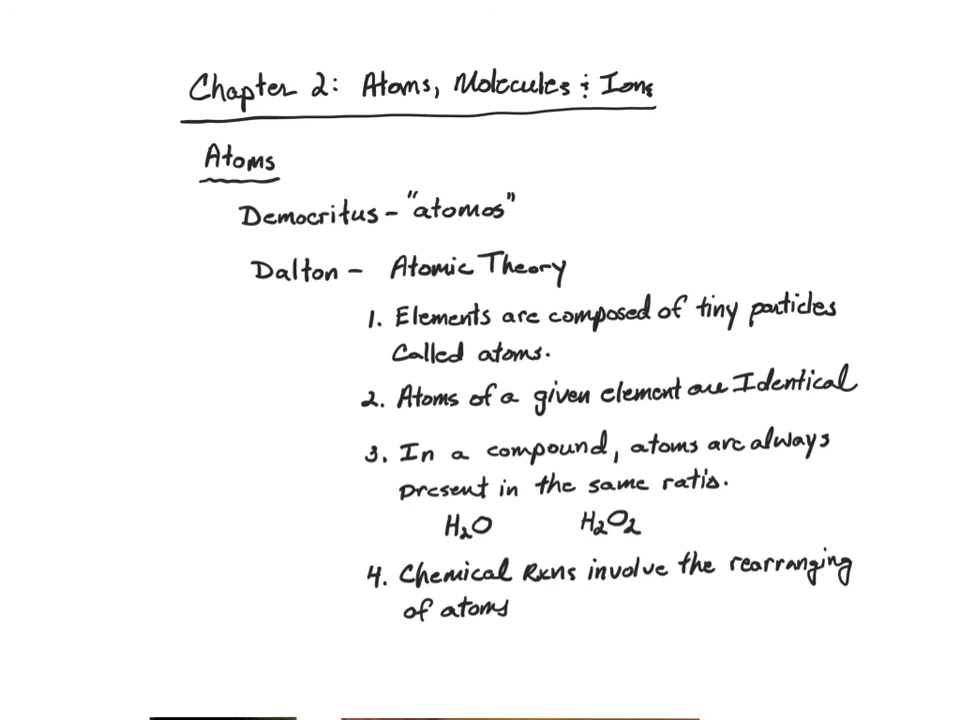 Chapter 2: Atoms, Molecules & Ions
Atoms
Democritus - "atomos"
Dalton - Atomic Theory
1. Elements are composed of tiny particles
called atoms.
2. Atoms of a given element are Identical
3. In a compound, atoms are always
present in the same ratio.
H₂O H₂O₂
4. Chemical Rxns involve the rearranging
of atoms